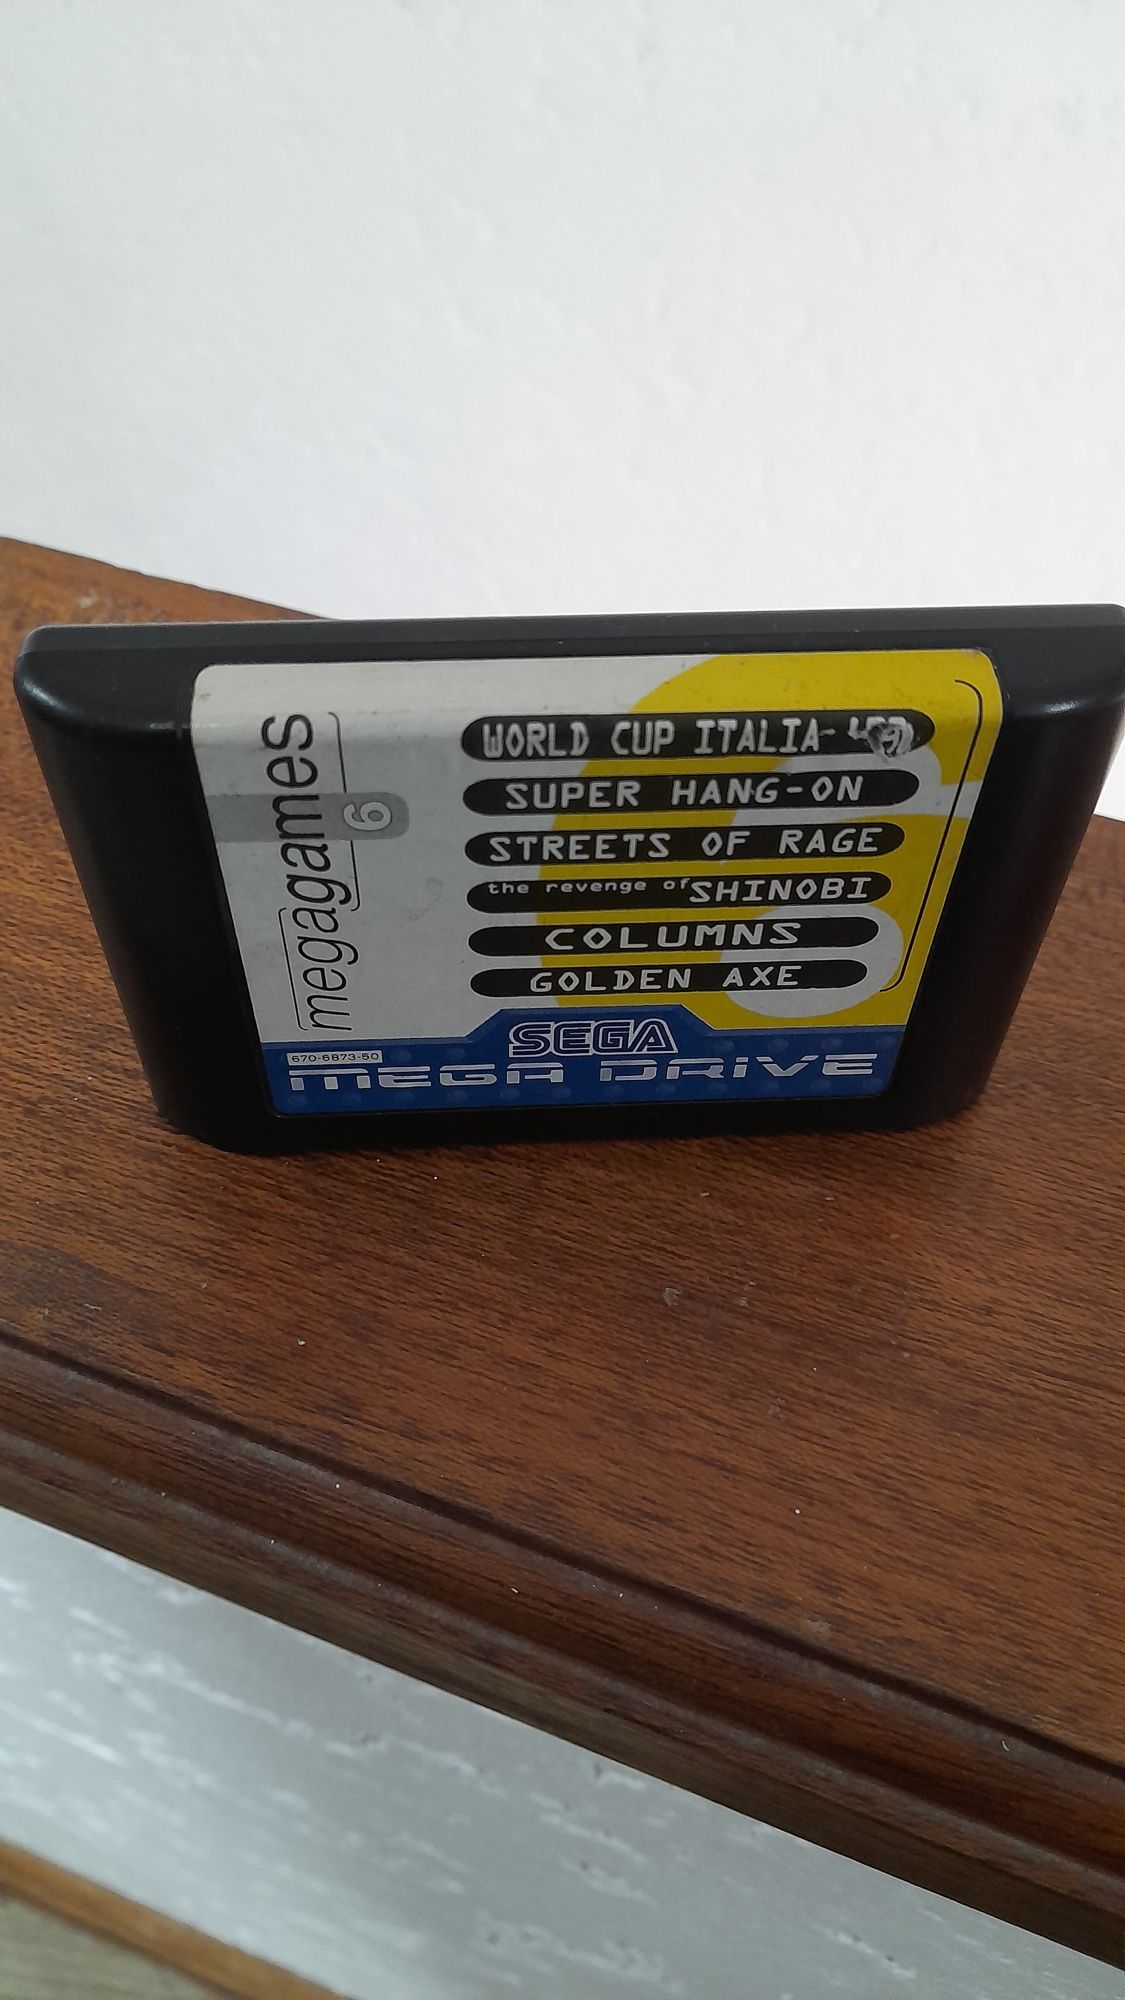 megagames
6
WORLD CUP ITALIA-
SUPER HANG-ON
STREETS OF RAGE
the revenge of SHINOBI
COLUMNS
GOLDEN AXE
SEGA
670-6873-50
MEGA DRIVE